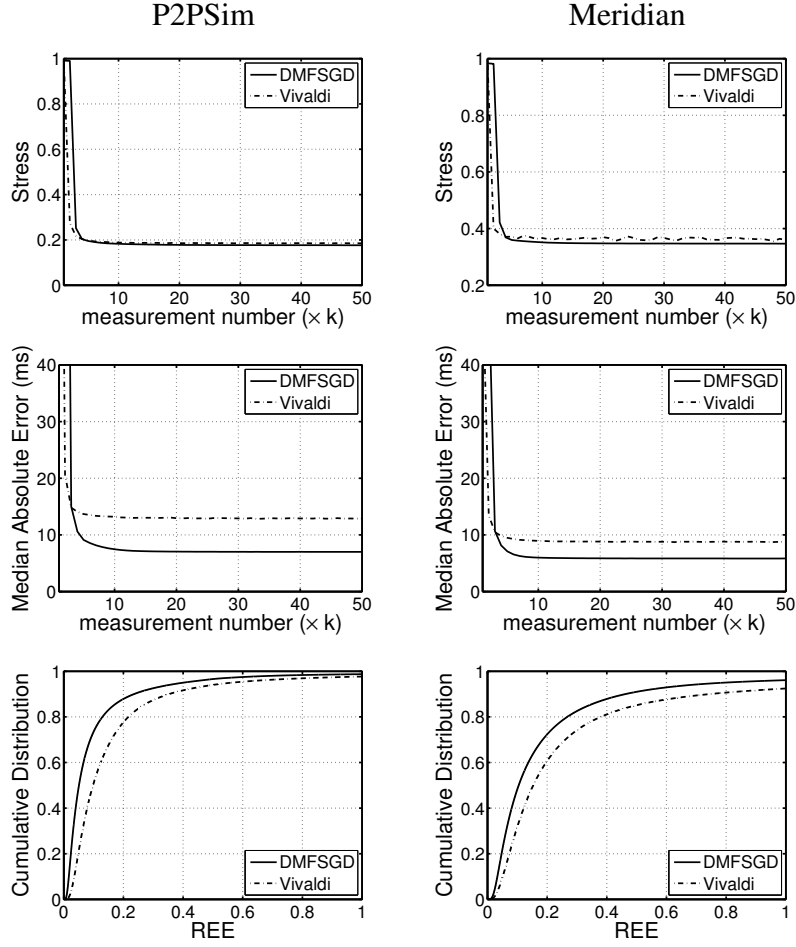 P2PSim
Meridian
DMFSGD
Vivaldi
Stress
0
0.2
0.4
0.6
0.8
1
10 20 30 40 50
measurement number (× k)
DMFSGD
Vivaldi
Stress
0.2
0.4
0.6
0.8
1
10 20 30 40 50
measurement number (× k)
DMFSGD
Vivaldi
Median Absolute Error (ms)
0
10
20
30
40
10 20 30 40 50
measurement number (× k)
DMFSGD
Vivaldi
Median Absolute Error (ms)
0
10
20
30
40
10 20 30 40 50
measurement number (× k)
DMFSGD
Vivaldi
Cumulative Distribution
0
0.2
0.4
0.6
0.8
1
0 0.2 0.4 0.6 0.8 1
REE
DMFSGD
Vivaldi
Cumulative Distribution
0
0.2
0.4
0.6
0.8
1
0 0.2 0.4 0.6 0.8 1
REE